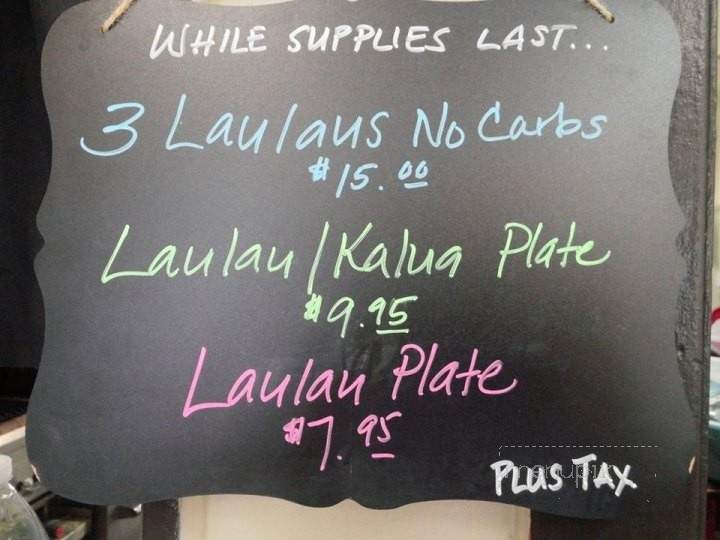 WHILE SUPPLIES LAST...
3 Laulaus No Carbs
$15.00
Laulau/Kalua Plate
$9.95
Laulau Plate
$7.95
PLUS TAX